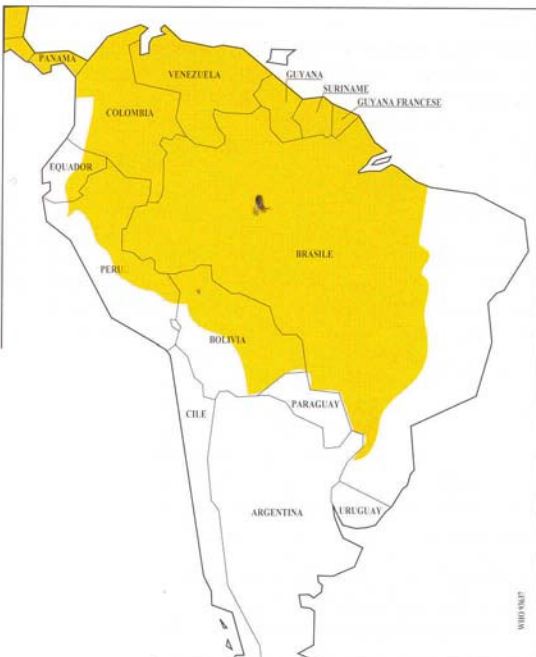 PANAMA
VENEZUELA
GUYANA
SURINAME
GUYANA FRANCESE
COLOMBIA
EQUADOR
BRASILE
PERU
BOLIVIA
PARAGUAY
CILE
ARGENTINA
URUGUAY